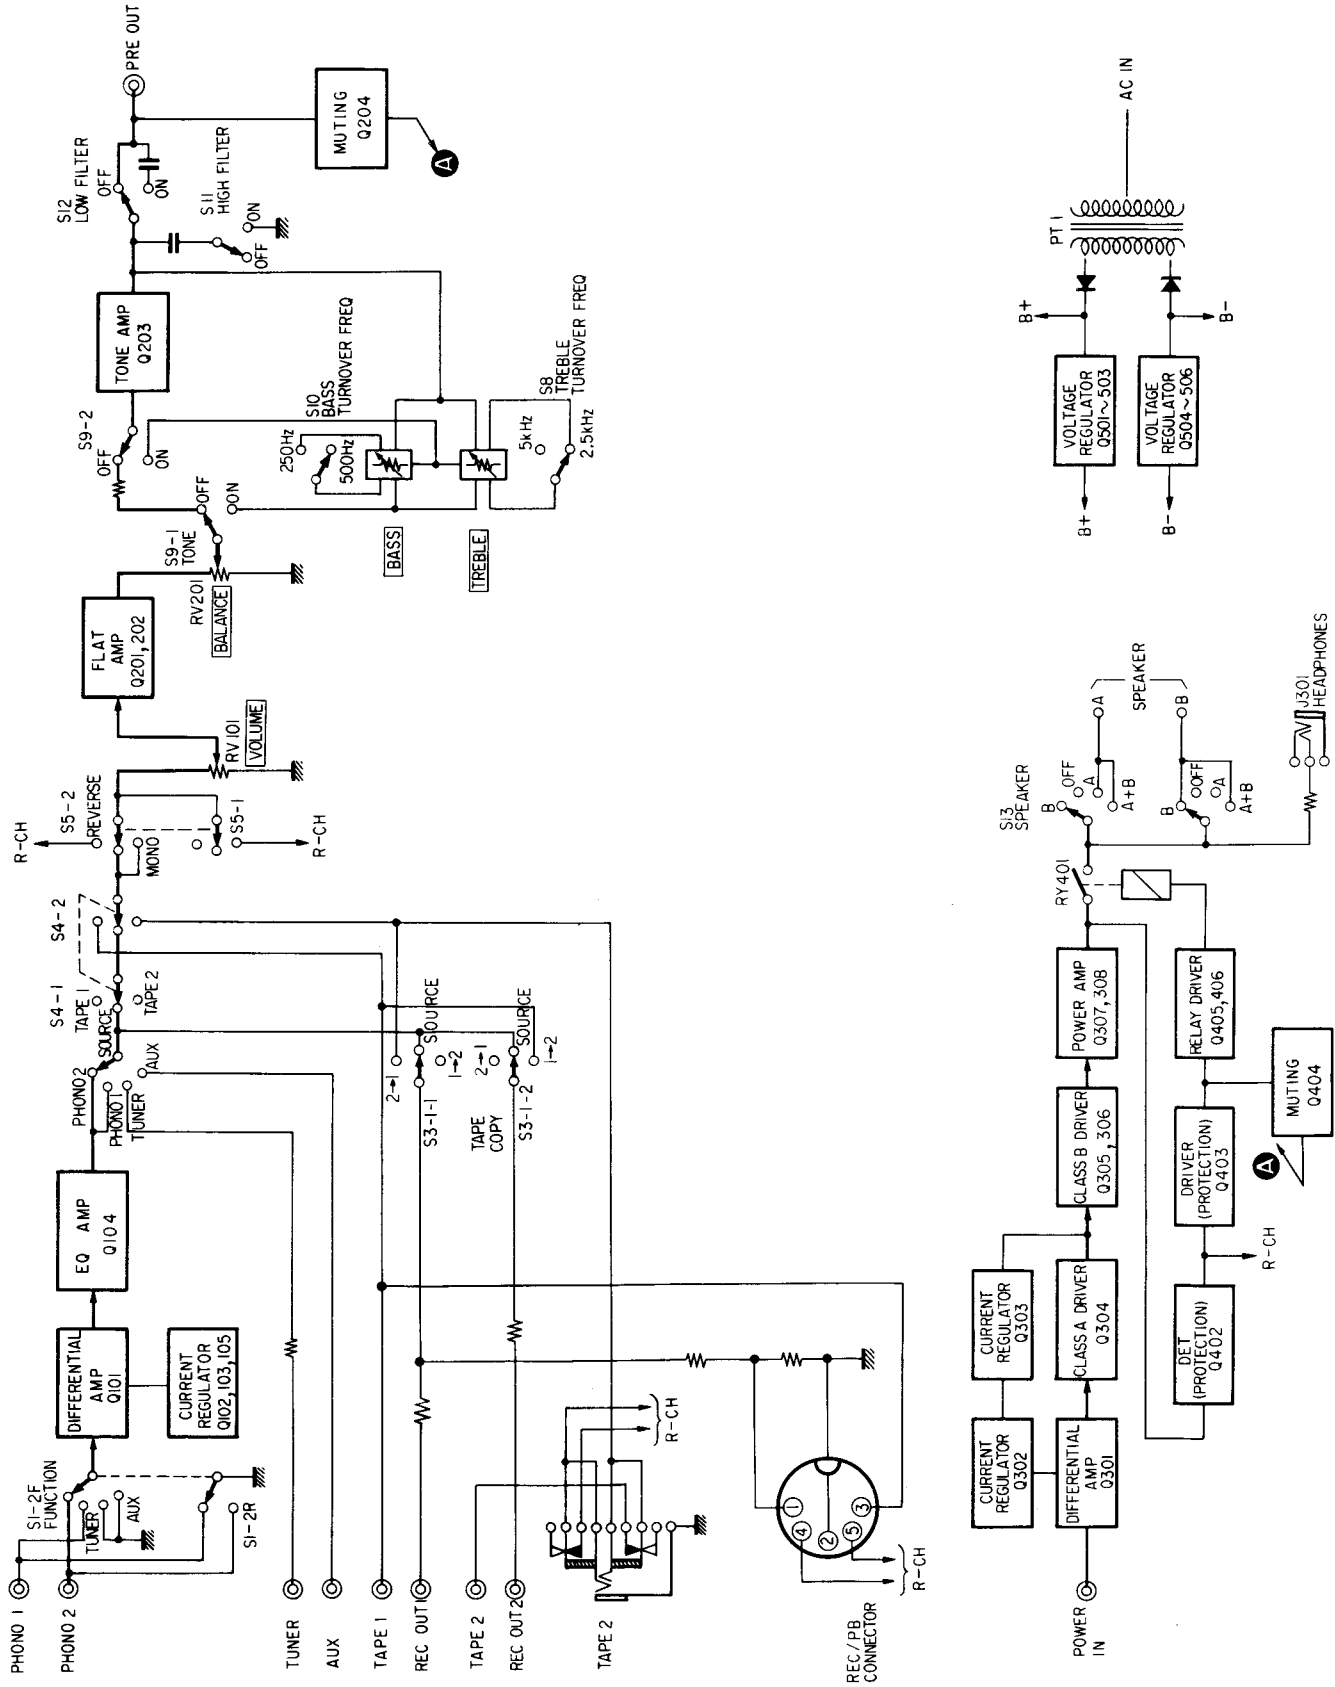 PHONO 1
PHONO 2
S1-2F
FUNCTION
TUNER
AUX
S1-2R
DIFFERENTIAL
AMP
Q101
CURRENT
REGULATOR
Q102,103,105
EQ AMP
Q104
PHONO2
PHONO 1
TUNER
AUX
SOURCE
S4-1
TAPE 1
TAPE 2
S4-2
R-CH
S5-2
REVERSE
MONO
S5-1
R-CH
RV101
VOLUME
FLAT
AMP
Q201,202
RV201
BALANCE
S9-1
TONE
OFF
ON
S9-2
OFF
ON
TONE AMP
Q203
S10
BASS
TURNOVER FREQ
250Hz
500Hz
BASS
TREBLE
S8
TREBLE
TURNOVER FREQ
5kHz
2.5kHz
S12
LOW FILTER
OFF
ON
S11
HIGH FILTER
ON
OFF
PRE OUT
MUTING
Q204
A
TUNER
AUX
TAPE 1
REC OUT1
TAPE 2
REC OUT2
TAPE 2
2→1
SOURCE
1→2
S3-1-1
TAPE
COPY
2→1
SOURCE
1→2
S3-1-2
R-CH
REC/PB
CONNECTOR
1
4
2
5
3
R-CH
POWER
IN
DIFFERENTIAL
AMP
Q301
CURRENT
REGULATOR
Q302
CURRENT
REGULATOR
Q303
CLASS A DRIVER
Q304
CLASS B DRIVER
Q305,306
POWER AMP
Q307,308
DET
(PROTECTION)
Q402
R-CH
DRIVER
(PROTECTION)
Q403
RELAY DRIVER
Q405,406
MUTING
Q404
A
RY401
S13
SPEAKER
B
OFF
A
A+B
B
OFF
A
A+B
A
SPEAKER
B
J301
HEADPHONES
B+
B-
VOLTAGE
REGULATOR
Q501~503
VOLTAGE
REGULATOR
Q504~506
B+
B-
PT 1
AC IN